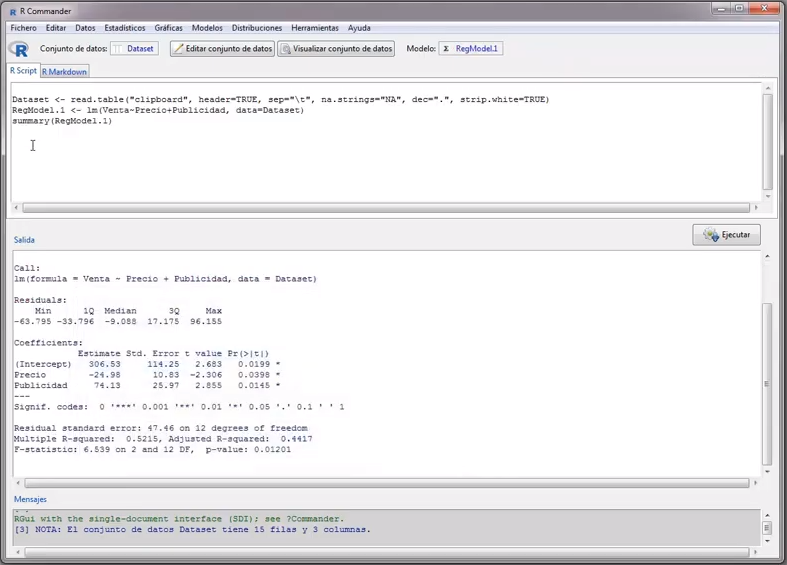 R Commander
Fichero Editar Datos Estadísticos Gráficas Modelos Distribuciones Herramientas Ayuda
Conjunto de datos: Dataset Editar conjunto de datos Visualizar conjunto de datos Modelo: Σ RegModel.1
R Script R Markdown
Dataset <- read.table("clipboard", header=TRUE, sep="\t", na.strings="NA", dec=".", strip.white=TRUE)
RegModel.1 <- lm(Venta~Precio+Publicidad, data=Dataset)
summary(RegModel.1)
Salida
Ejecutar
Call:
lm(formula = Venta ~ Precio + Publicidad, data = Dataset)
Residuals:
Min 1Q Median 3Q Max
-63.795 -33.796 -9.088 17.175 96.155
Coefficients:
Estimate Std. Error t value Pr(>|t|)
(Intercept) 306.53 114.25 2.683 0.0199 *
Precio -24.98 10.83 -2.306 0.0398 *
Publicidad 74.13 25.97 2.855 0.0145 *
---
Signif. codes: 0 '***' 0.001 '**' 0.01 '*' 0.05 '.' 0.1 ' ' 1
Residual standard error: 47.46 on 12 degrees of freedom
Multiple R-squared: 0.5215, Adjusted R-squared: 0.4417
F-statistic: 6.539 on 2 and 12 DF, p-value: 0.01201
Mensajes
RGui with the single-document interface (SDI); see ?Commander.
[3] NOTA: El conjunto de datos Dataset tiene 15 filas y 3 columnas.